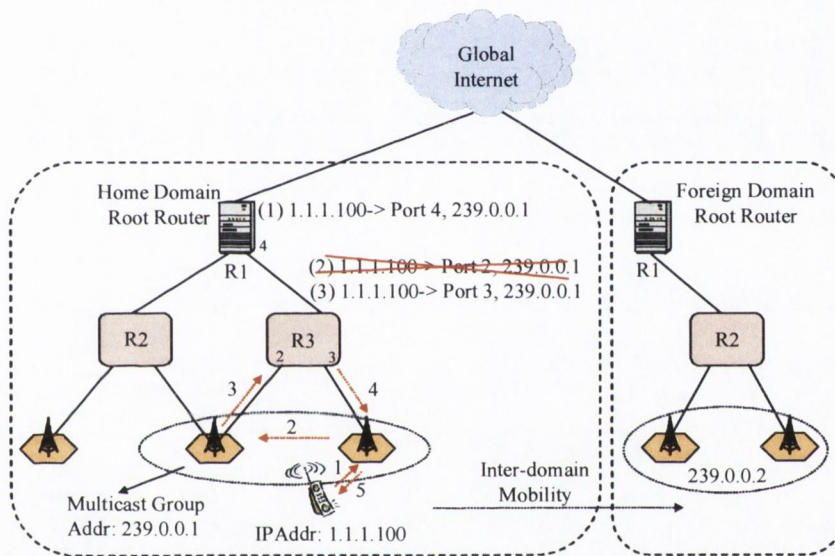 Global
Internet
Home Domain
Root Router
(1) 1.1.1.100-> Port 4, 239.0.0.1
4
R1
(2) 1.1.1.100-> Port 2, 239.0.0.1
(3) 1.1.1.100-> Port 3, 239.0.0.1
R2
R3
2
3
3
4
2
1
5
Multicast Group
Addr: 239.0.0.1
IPAddr: 1.1.1.100
Inter-domain
Mobility
Foreign Domain
Root Router
R1
R2
239.0.0.2